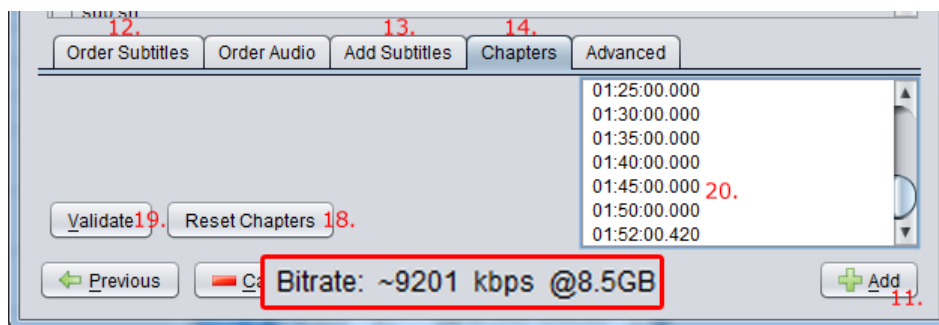 12. 13. 14.
Order Subtitles Order Audio Add Subtitles Chapters Advanced
01:25:00.000
01:30:00.000
01:35:00.000
01:40:00.000
01:45:00.000 20.
01:50:00.000
01:52:00.420
Validate 19. Reset Chapters 18.
Previous Ca Bitrate: ~9201 kbps @8.5GB Add
11.